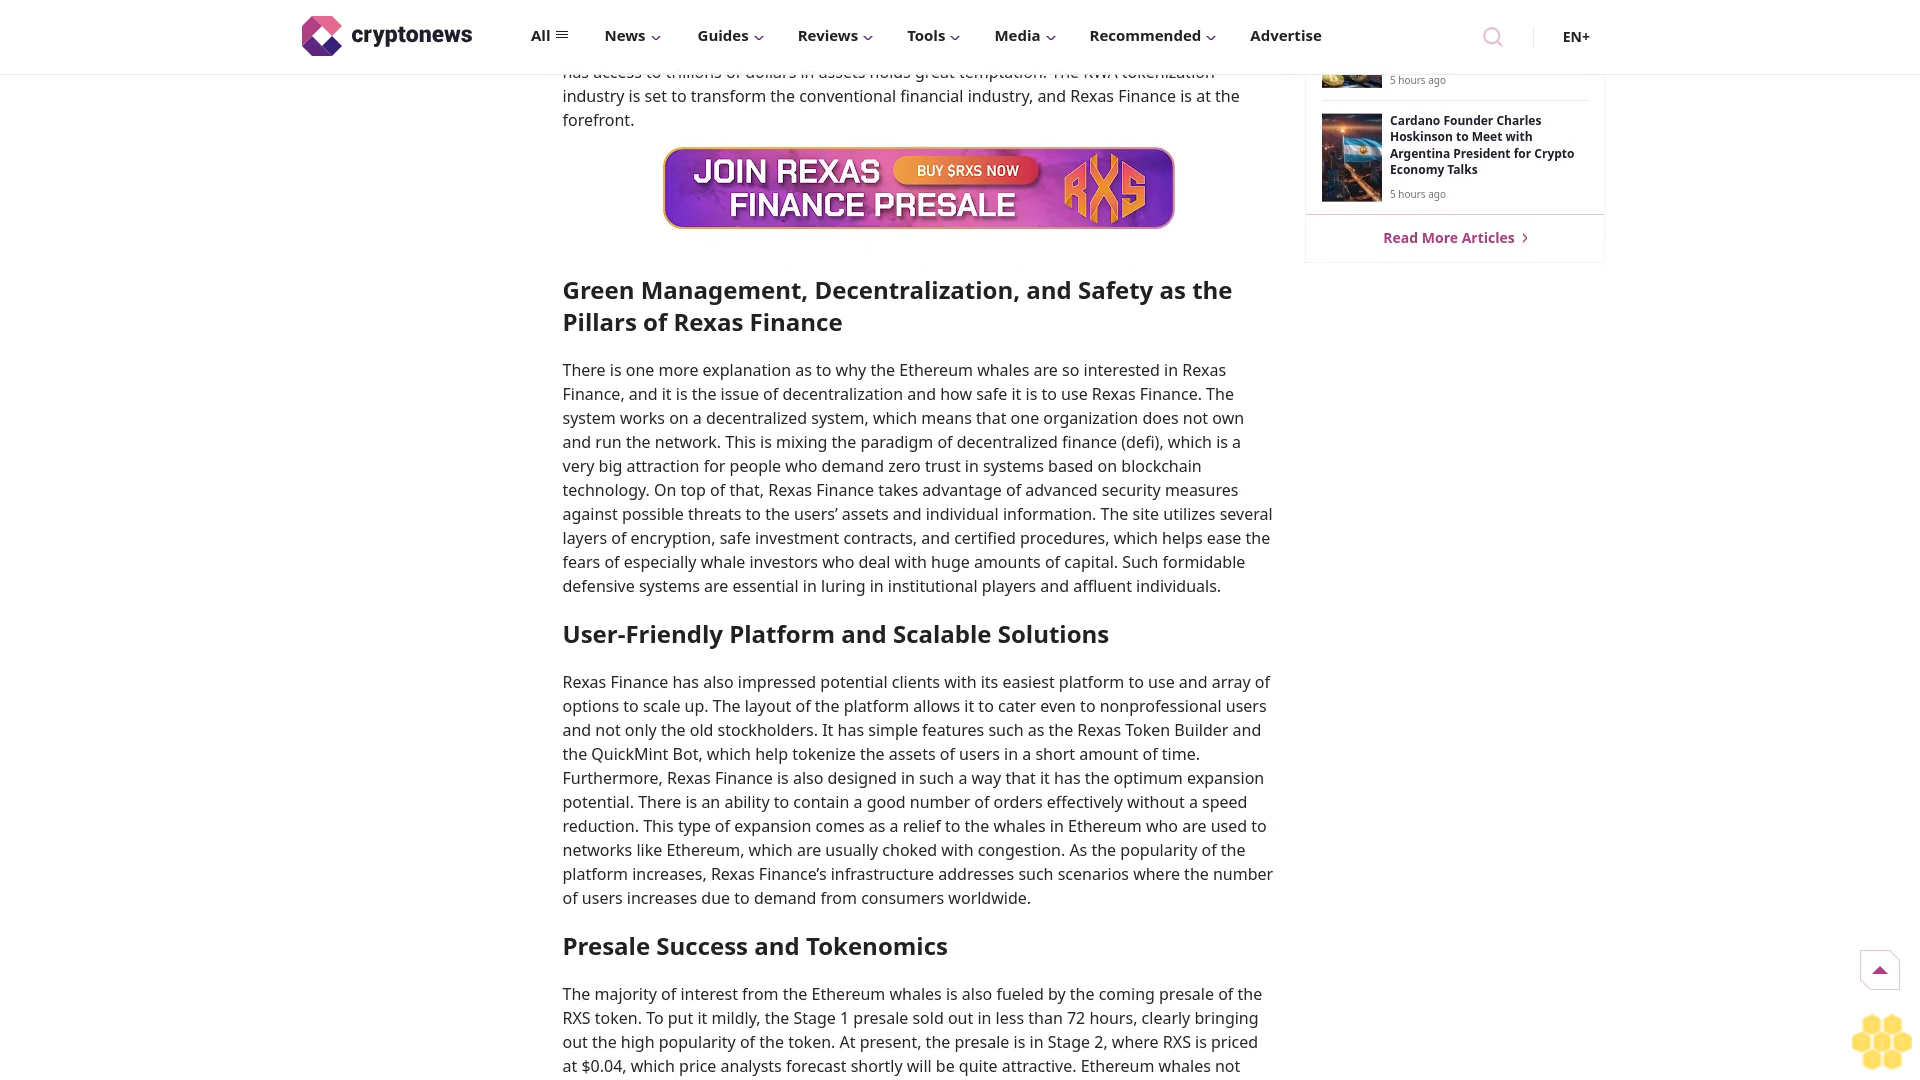 cryptonews
All
News
Guides
Reviews
Tools
Media
Recommended
Advertise
EN+
industry is set to transform the conventional financial industry, and Rexas Finance is at the
forefront.
JOIN REXAS
FINANCE PRESALE
BUY $RXS NOW
RXS
Green Management, Decentralization, and Safety as the
Pillars of Rexas Finance
There is one more explanation as to why the Ethereum whales are so interested in Rexas
Finance, and it is the issue of decentralization and how safe it is to use Rexas Finance. The
system works on a decentralized system, which means that one organization does not own
and run the network. This is mixing the paradigm of decentralized finance (defi), which is a
very big attraction for people who demand zero trust in systems based on blockchain
technology. On top of that, Rexas Finance takes advantage of advanced security measures
against possible threats to the users’ assets and individual information. The site utilizes several
layers of encryption, safe investment contracts, and certified procedures, which helps ease the
fears of especially whale investors who deal with huge amounts of capital. Such formidable
defensive systems are essential in luring in institutional players and affluent individuals.
User-Friendly Platform and Scalable Solutions
Rexas Finance has also impressed potential clients with its easiest platform to use and array of
options to scale up. The layout of the platform allows it to cater even to nonprofessional users
and not only the old stockholders. It has simple features such as the Rexas Token Builder and
the QuickMint Bot, which help tokenize the assets of users in a short amount of time.
Furthermore, Rexas Finance is also designed in such a way that it has the optimum expansion
potential. There is an ability to contain a good number of orders effectively without a speed
reduction. This type of expansion comes as a relief to the whales in Ethereum who are used to
networks like Ethereum, which are usually choked with congestion. As the popularity of the
platform increases, Rexas Finance’s infrastructure addresses such scenarios where the number
of users increases due to demand from consumers worldwide.
Presale Success and Tokenomics
The majority of interest from the Ethereum whales is also fueled by the coming presale of the
RXS token. To put it mildly, the Stage 1 presale sold out in less than 72 hours, clearly bringing
out the high popularity of the token. At present, the presale is in Stage 2, where RXS is priced
at $0.04, which price analysts forecast shortly will be quite attractive. Ethereum whales not
5 hours ago
Cardano Founder Charles
Hoskinson to Meet with
Argentina President for Crypto
Economy Talks
5 hours ago
Read More Articles